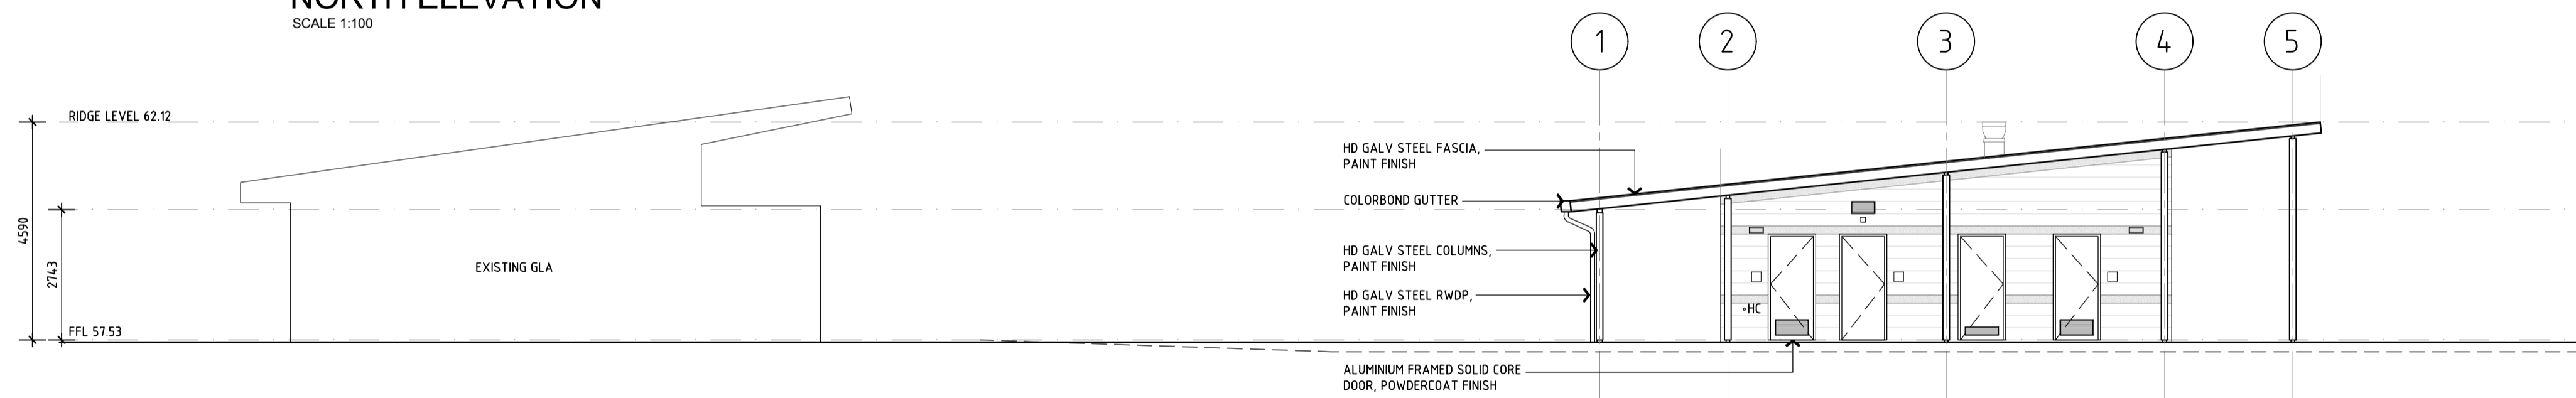 NORTH ELEVATION
SCALE 1:100
1 2 3 4 5
RIDGE LEVEL 62.12
4590
2743
EXISTING GLA
FFL 57.53
HD GALV STEEL FASCIA,
PAINT FINISH
COLORBOND GUTTER
HD GALV STEEL COLUMNS,
PAINT FINISH
HD GALV STEEL RWDP,
PAINT FINISH
HC
ALUMINIUM FRAMED SOLID CORE
DOOR, POWDERCOAT FINISH